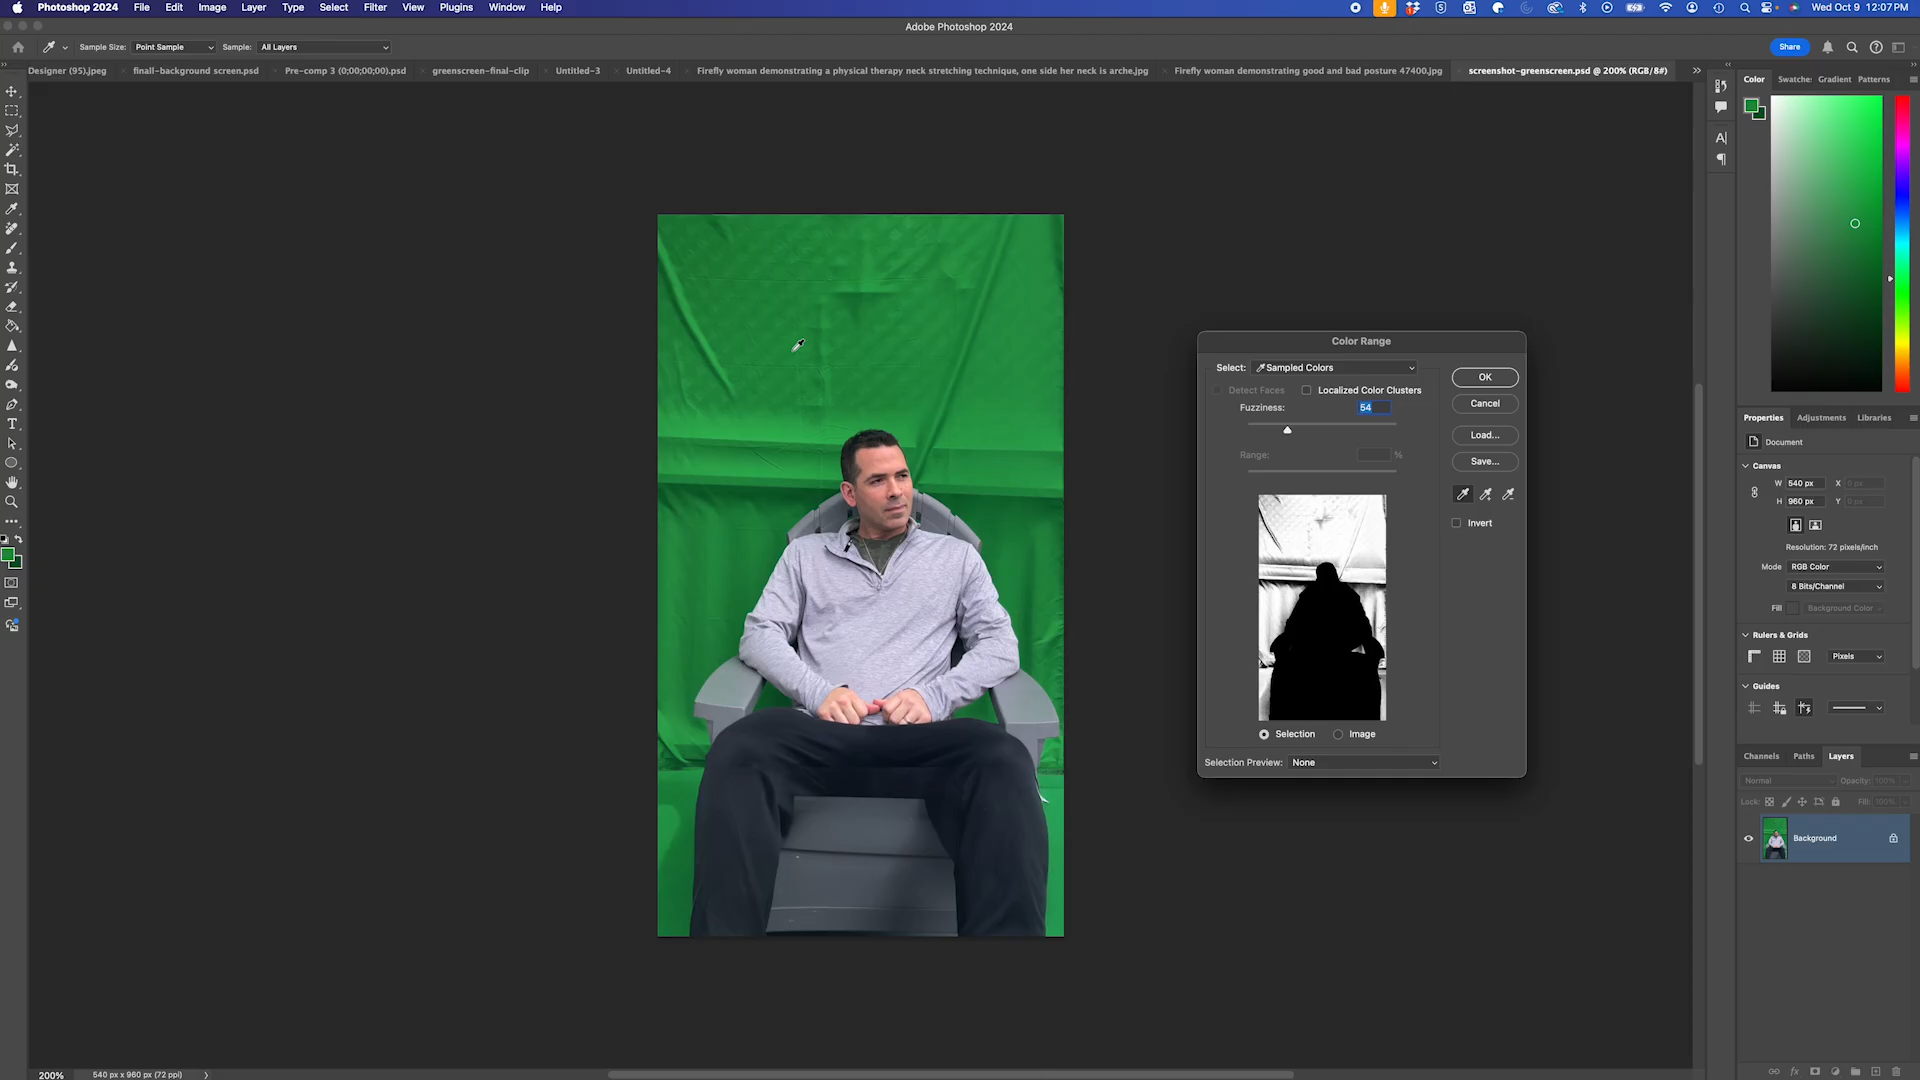 Photoshop 2024 File Edit Image Layer Type Select Filter View Plugins Window Help Wed Oct 9 12:07 PM
Adobe Photoshop 2024
Sample Size: Point Sample Sample: All Layers Share
Designer (95).jpeg finall-background screen.psd Pre-comp 3 (0;00;00;00).psd greenscreen-final-clip Untitled-3 Untitled-4 Firefly woman demonstrating a physical therapy neck stretching technique, one side her neck is arche.jpg Firefly woman demonstrating good and bad posture 47400.jpg screenshot-greenscreen.psd @ 200% (RGB/8#)
Color Swatche: Gradient Patterns
Color Range
Select: Sampled Colors
OK
Detect Faces Localized Color Clusters
Fuzziness: 54
Cancel
Load...
Range: %
Save...
Invert
Selection Image
Selection Preview: None
Properties Adjustments Libraries
Document
Canvas
W 540 px X 0 px
H 960 px Y 0 px
Resolution: 72 pixels/inch
Mode RGB Color
8 Bits/Channel
Fill Background Color
Rulers & Grids
Pixels
Guides
Channels Paths Layers
Normal Opacity: 100%
Lock: Fill: 100%
Background
200% 540 px x 960 px (72 ppi)